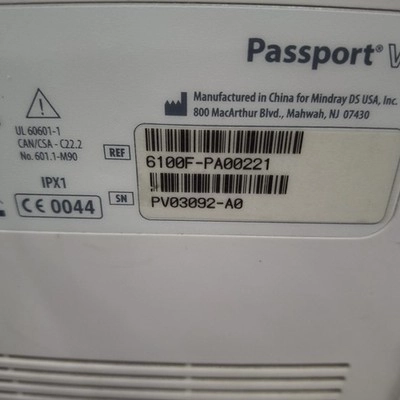 Passport® V
Manufactured in China for Mindray DS USA, Inc.
800 MacArthur Blvd., Mahwah, NJ 07430
UL 60601-1
CAN/CSA - C22.2
No. 601.1-M90
REF
6100F-PA00221
IPX1
CE 0044
SN
PV03092-A0